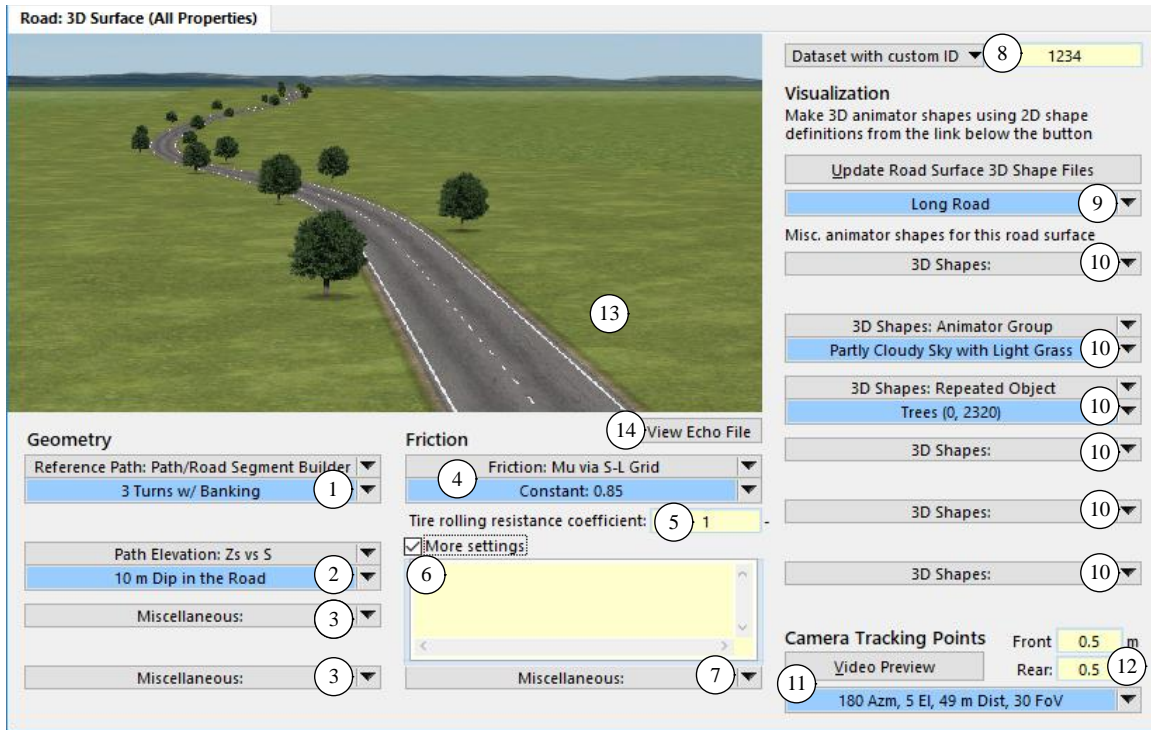 Road: 3D Surface (All Properties)
Dataset with custom ID
8
1234
Visualization
Make 3D animator shapes using 2D shape
definitions from the link below the button
Update Road Surface 3D Shape Files
Long Road
9
Misc. animator shapes for this road surface
3D Shapes:
10
3D Shapes: Animator Group
Partly Cloudy Sky with Light Grass
10
3D Shapes: Repeated Object
Trees (0, 2320)
10
3D Shapes:
10
3D Shapes:
10
3D Shapes:
10
Camera Tracking Points
Front
0.5
m
Video Preview
Rear:
0.5
12
11
180 Azm, 5 El, 49 m Dist, 30 FoV
13
14
View Echo File
Geometry
Reference Path: Path/Road Segment Builder
3 Turns w/ Banking
1
Path Elevation: Zs vs S
10 m Dip in the Road
2
Miscellaneous:
3
Miscellaneous:
3
Friction
Friction: Mu via S-L Grid
4
Constant: 0.85
Tire rolling resistance coefficient:
5
1
-
More settings
6
Miscellaneous:
7